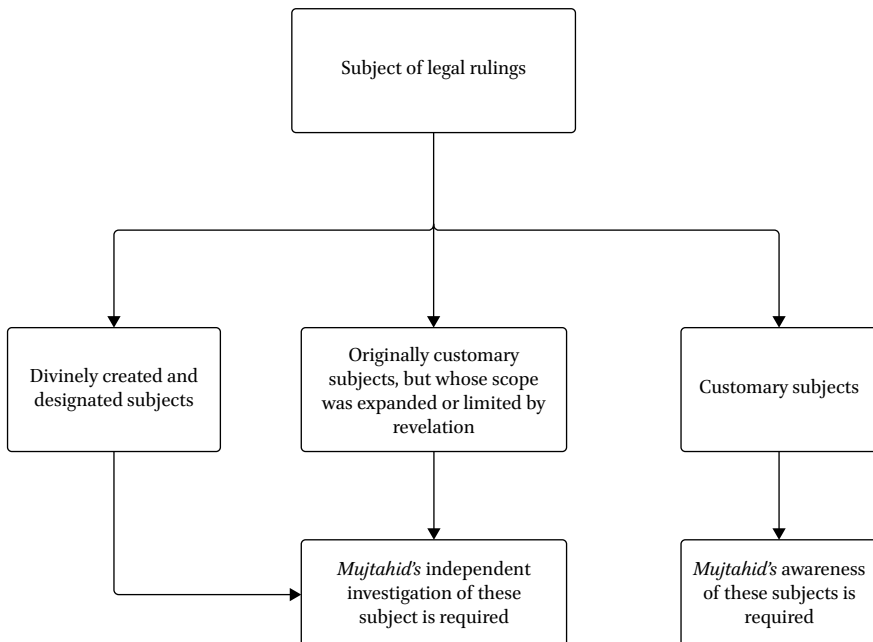 Subject of legal rulings
Divinely created and
designated subjects
Originally customary
subjects, but whose scope
was expanded or limited by
revelation
Customary subjects
Mujtahid's independent
investigation of these
subject is required
Mujtahid's awareness
of these subjects is
required